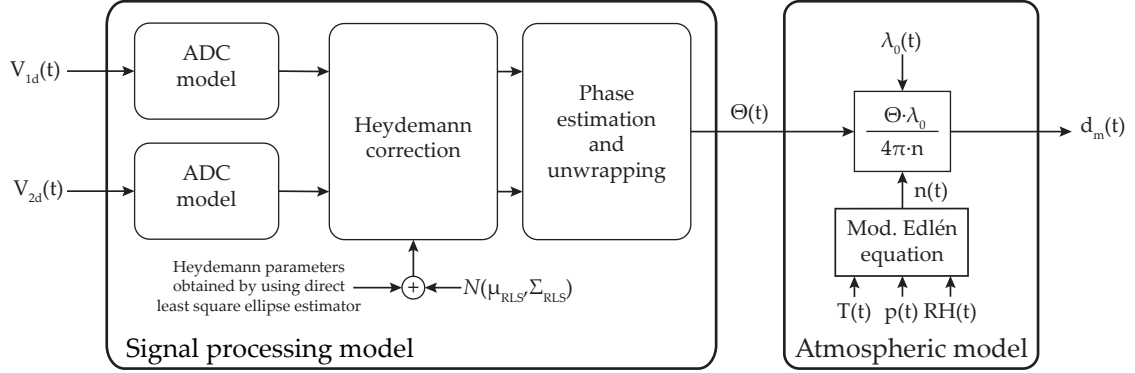 V₁d(t)
ADC
model
V₂d(t)
ADC
model
Heydemann
correction
Phase
estimation
and
unwrapping
Heydemann parameters
obtained by using direct
least square ellipse estimator
+
N(μRLS,ΣRLS)
Signal processing model
Θ(t)
λ₀(t)
Θ·λ₀
4π·n
dm(t)
n(t)
Mod. Edlén
equation
T(t) p(t) RH(t)
Atmospheric model